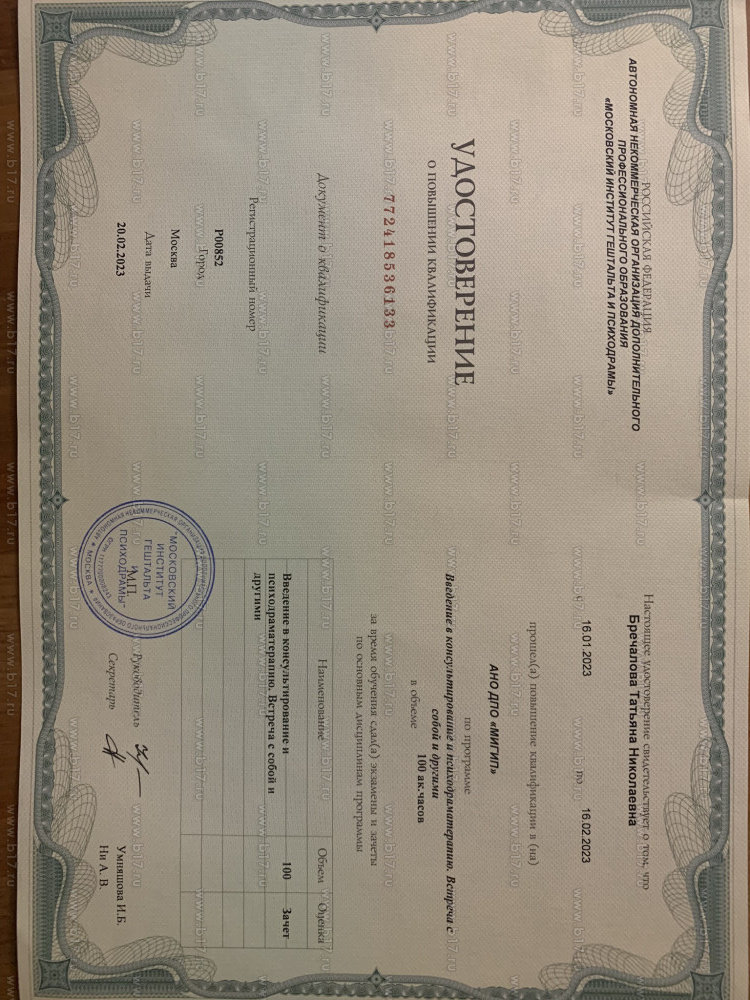 РОССИЙСКАЯ ФЕДЕРАЦИЯ
АВТОНОМНАЯ НЕКОММЕРЧЕСКАЯ ОРГАНИЗАЦИЯ ДОПОЛНИТЕЛЬНОГО
ПРОФЕССИОНАЛЬНОГО ОБРАЗОВАНИЯ
«МОСКОВСКИЙ ИНСТИТУТ ГЕШТАЛЬТА И ПСИХОДРАМЫ»
УДОСТОВЕРЕНИЕ
О ПОВЫШЕНИИ КВАЛИФИКАЦИИ
772418536133
Документ о квалификации
Регистрационный номер
Р00852
Город
Москва
Дата выдачи
20.02.2023
Настоящее удостоверение свидетельствует о том, что
Бречалова Татьяна Николаевна
с 16.01.2023 по 16.02.2023
прошел(а) повышение квалификации в (на)
АНО ДПО «МИГИП»
по программе
Введение в консультирование и психодраматерапию. Встреча с
собой и другими
в объеме
100 ак.часов
за время обучения сдал(а) экзамены и зачеты
по основным дисциплинам программы
Наименование Объем Оценка
Введение в консультирование и
психодраматерапию. Встреча с собой и
другими
100 Зачет
"МОСКОВСКИЙ
ИНСТИТУТ
ГЕШТАЛЬТА
И
ПСИХОДРАМЫ"
М.П.
МОСКВА
Руководитель Умняшова И.Б.
Секретарь Ни А. В.
www.b17.ru